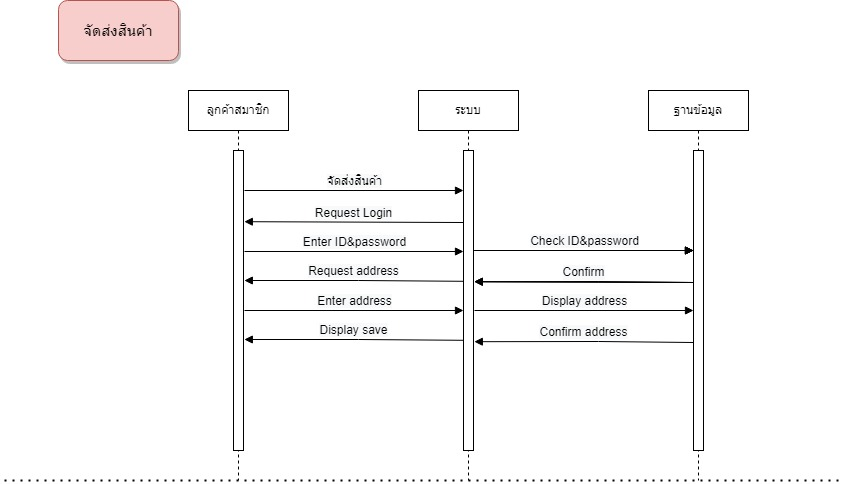 จัดส่งสินค้า
ลูกค้าสมาชิก
ระบบ
ฐานข้อมูล
จัดส่งสินค้า
Request Login
Enter ID&password
Check ID&password
Request address
Confirm
Enter address
Display address
Display save
Confirm address